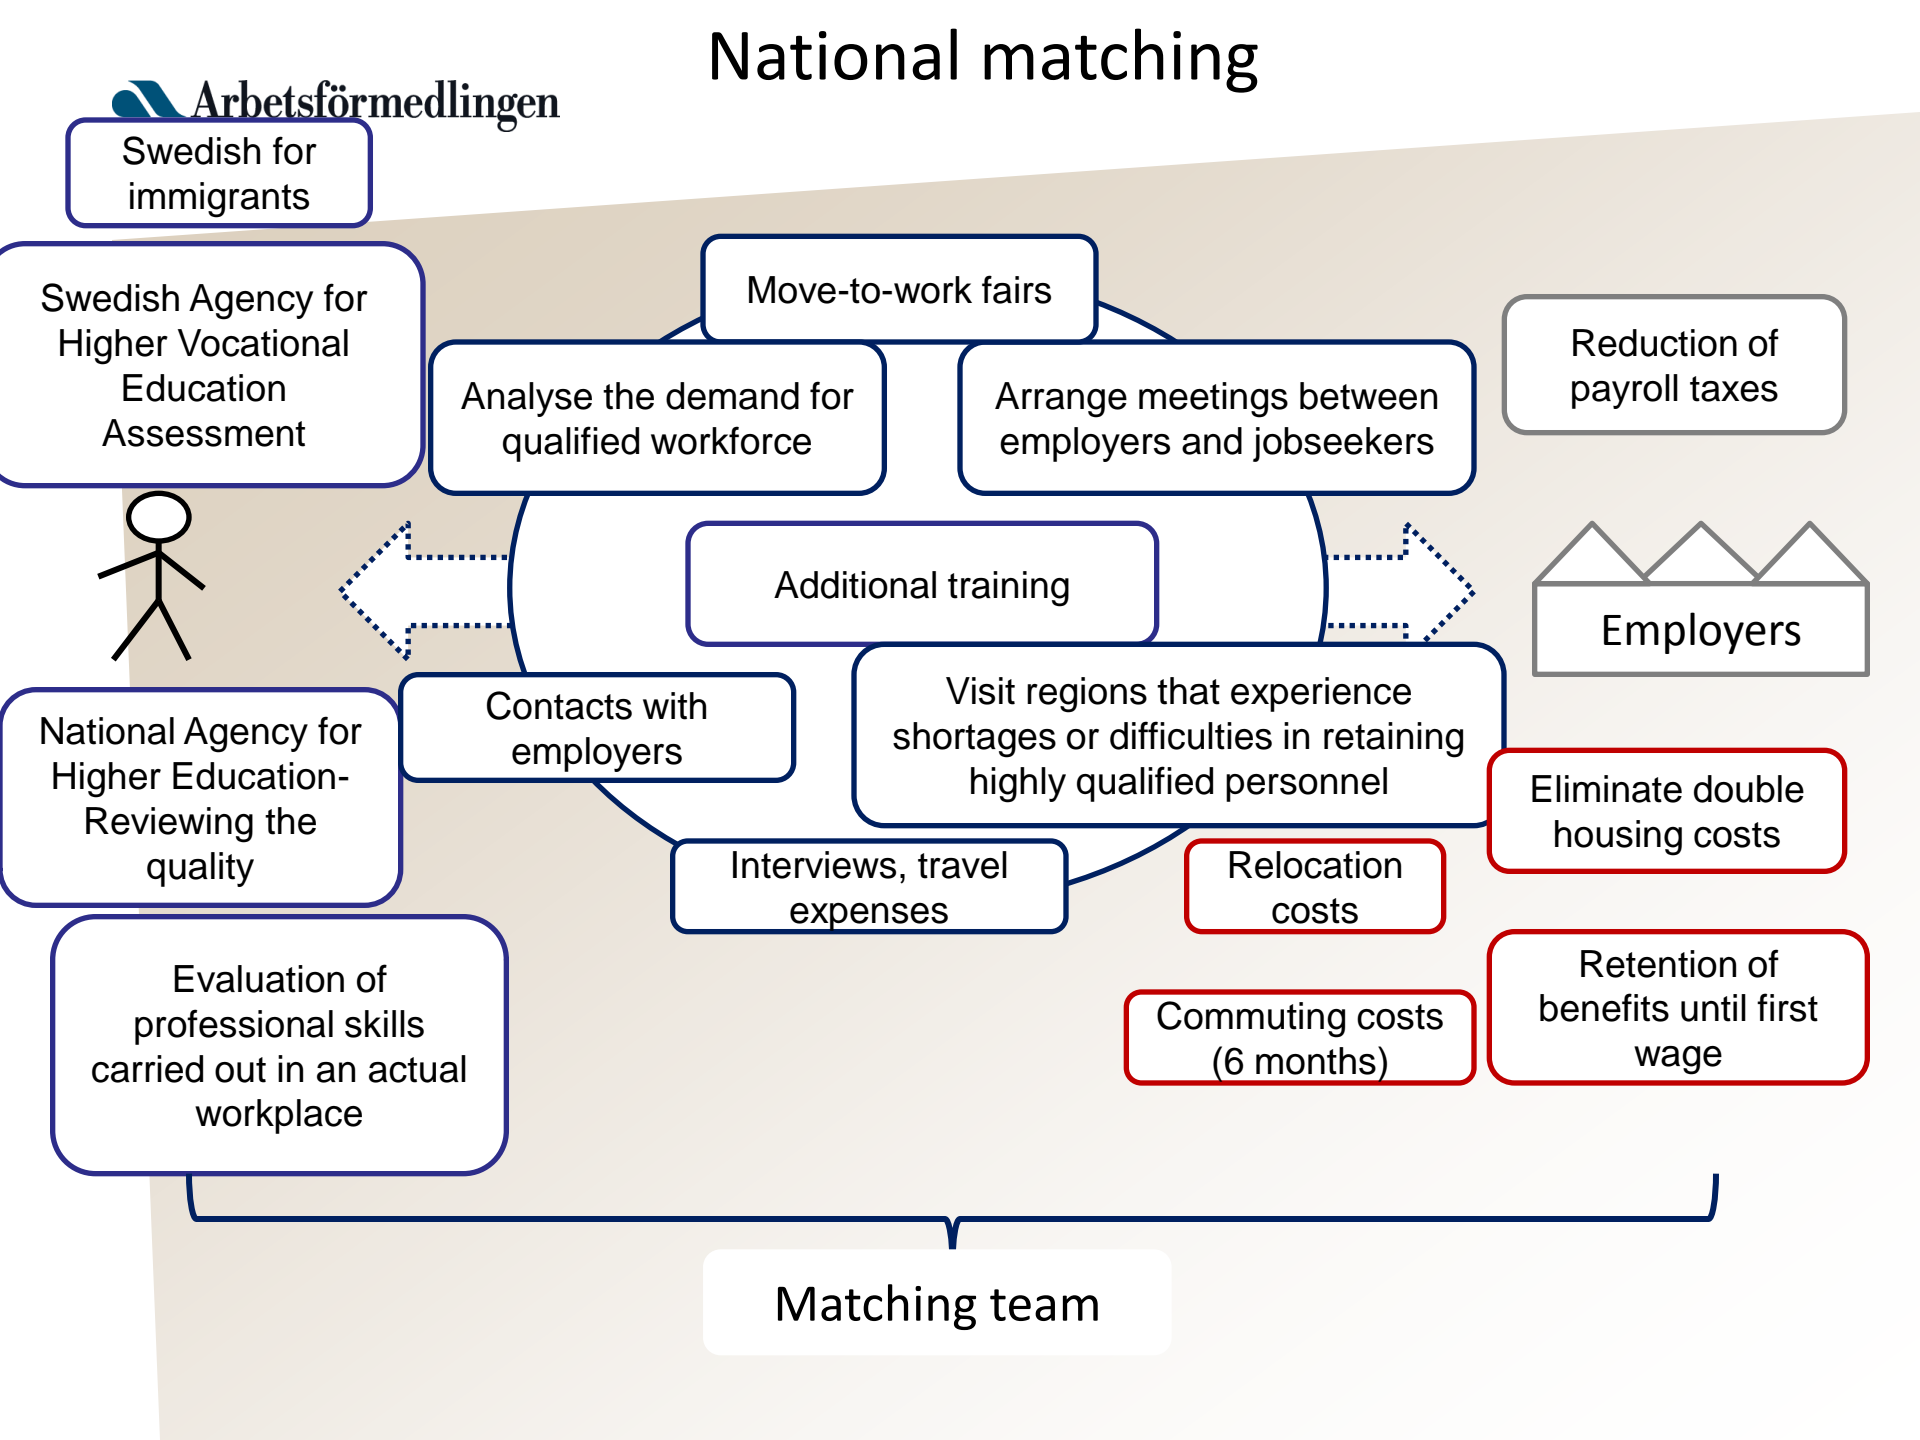 National matching
Arbetsförmedlingen
Swedish for
immigrants
Swedish Agency for
Higher Vocational
Education
Assessment
Move-to-work fairs
Analyse the demand for
qualified workforce
Arrange meetings between
employers and jobseekers
Reduction of
payroll taxes
Additional training
Employers
National Agency for
Higher Education-
Reviewing the
quality
Contacts with
employers
Visit regions that experience
shortages or difficulties in retaining
highly qualified personnel
Eliminate double
housing costs
Interviews, travel
expenses
Relocation
costs
Evaluation of
professional skills
carried out in an actual
workplace
Commuting costs
(6 months)
Retention of
benefits until first
wage
Matching team